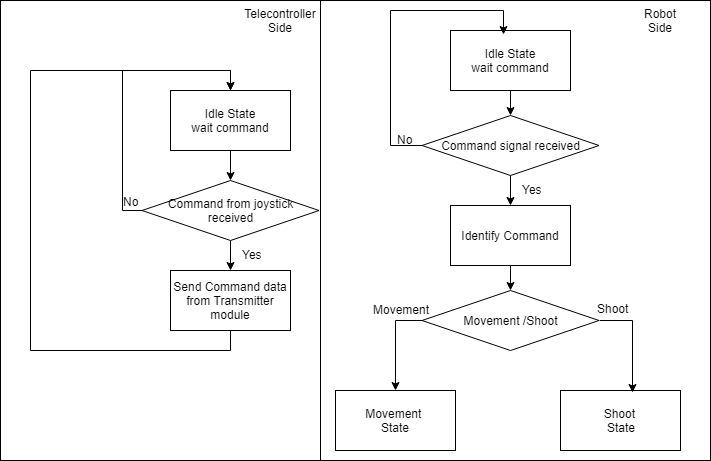 Telecontroller
Side
Idle State
wait command
No
Command from joystick
received
Yes
Send Command data
from Transmitter
module
Robot
Side
Idle State
wait command
No
Command signal received
Yes
Identify Command
Movement
Movement /Shoot
Shoot
Movement
State
Shoot
State